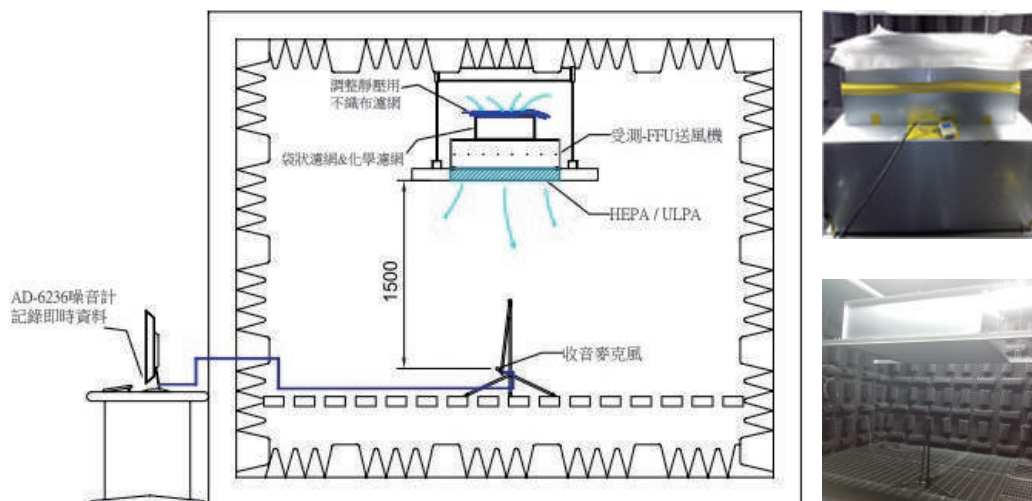 調整靜壓用
不織布濾網
袋狀濾網&化學濾網
受測-FFU送風機
HEPA / ULPA
1500
AD-6236噪音計
記錄即時資料
收音麥克風